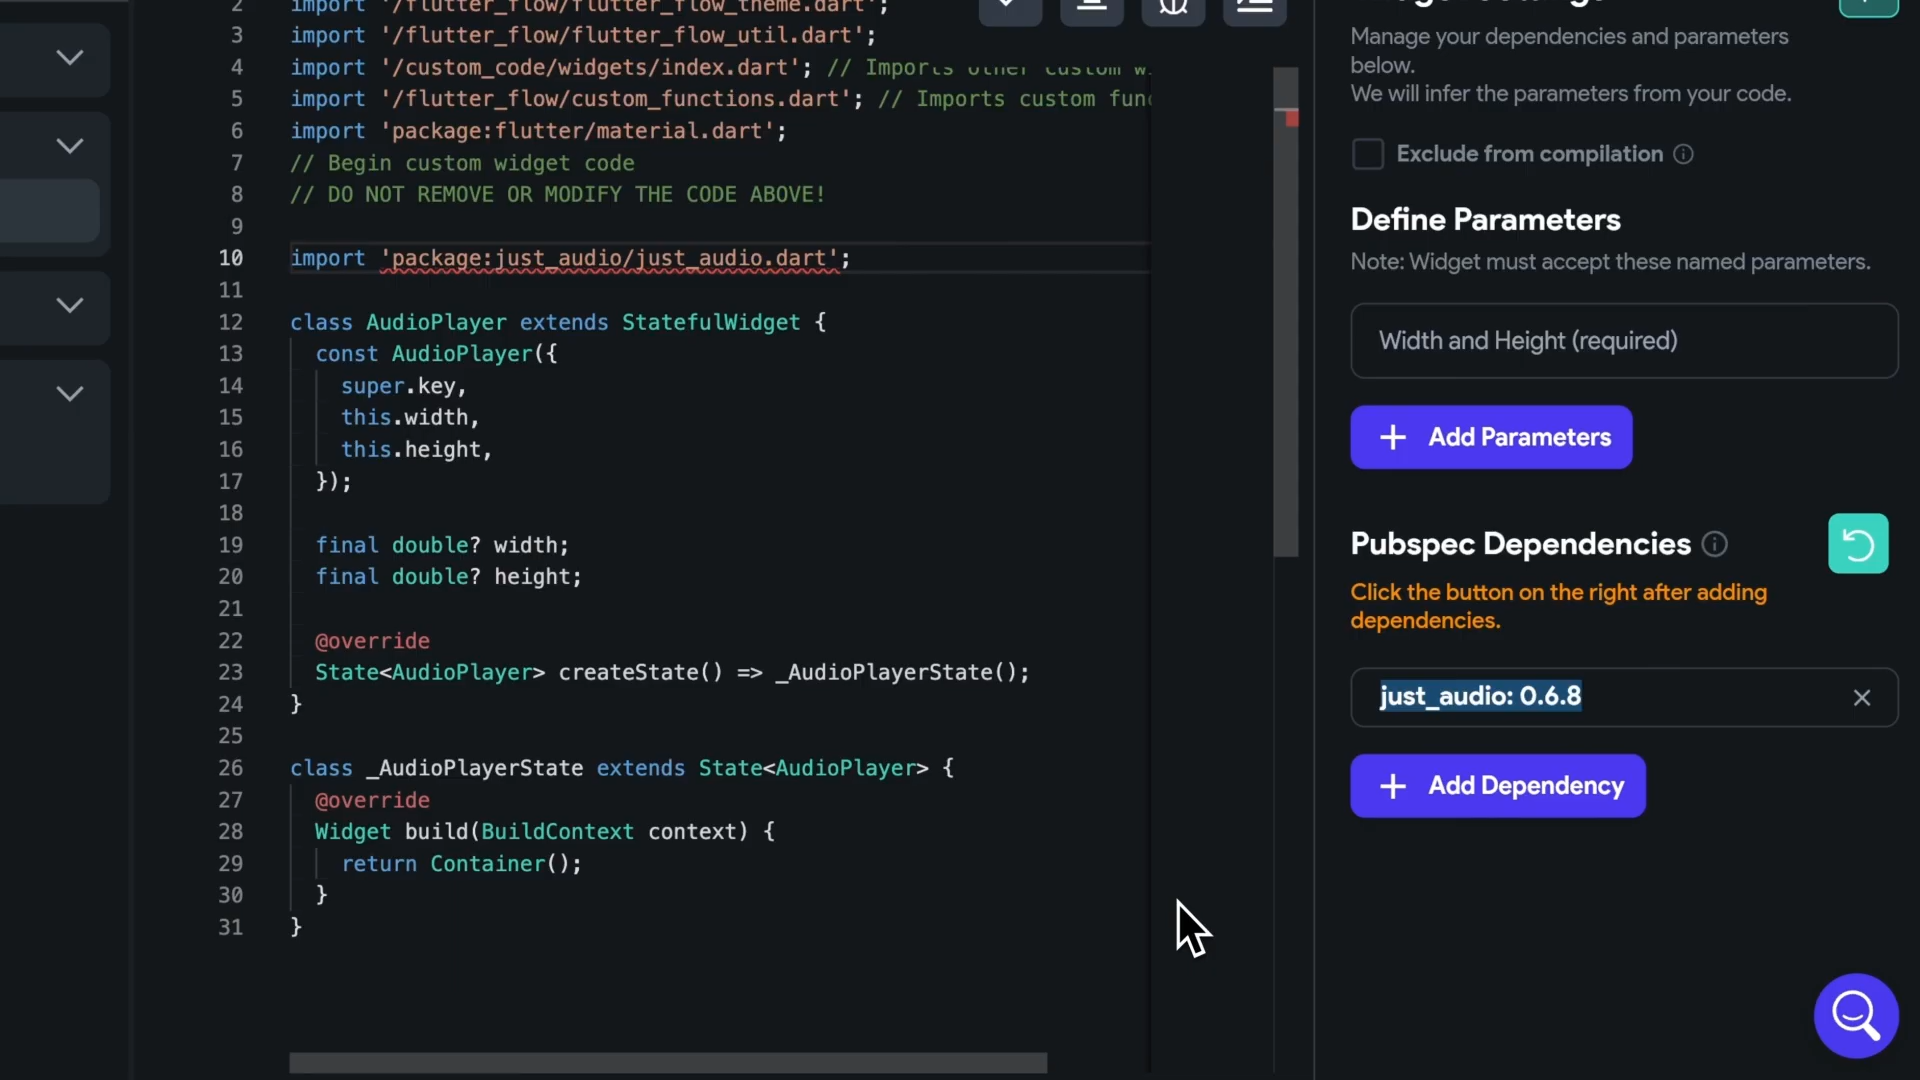 2 import '/flutter_flow/flutter_flow_theme.dart';
3 import '/flutter_flow/flutter_flow_util.dart';
4 import '/custom_code/widgets/index.dart'; // Imports other custom w
5 import '/flutter_flow/custom_functions.dart'; // Imports custom func
6 import 'package:flutter/material.dart';
7 // Begin custom widget code
8 // DO NOT REMOVE OR MODIFY THE CODE ABOVE!
9
10 import 'package:just_audio/just_audio.dart';
11
12 class AudioPlayer extends StatefulWidget {
13 const AudioPlayer({
14 super.key,
15 this.width,
16 this.height,
17 });
18
19 final double? width;
20 final double? height;
21
22 @override
23 State<AudioPlayer> createState() => _AudioPlayerState();
24 }
25
26 class _AudioPlayerState extends State<AudioPlayer> {
27 @override
28 Widget build(BuildContext context) {
29 return Container();
30 }
31 }
Manage your dependencies and parameters
below.
We will infer the parameters from your code.
Exclude from compilation
Define Parameters
Note: Widget must accept these named parameters.
Width and Height (required)
+ Add Parameters
Pubspec Dependencies
Click the button on the right after adding
dependencies.
just_audio: 0.6.8
+ Add Dependency